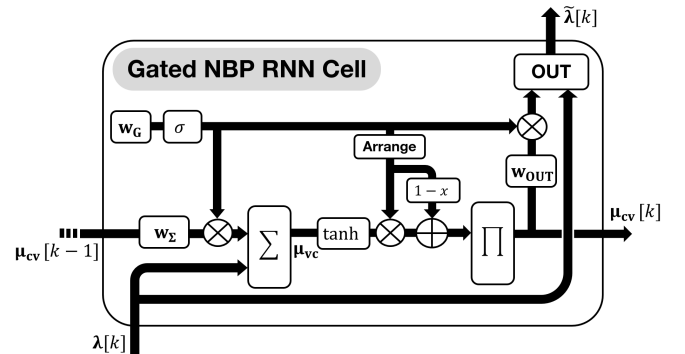 λ̃[k]
Gated NBP RNN Cell
OUT
w_G
σ
Arrange
w_OUT
1 − x
μ_cv[k]
w_Σ
Σ
tanh
∏
μ_cv[k−1]
μ_vc
λ[k]